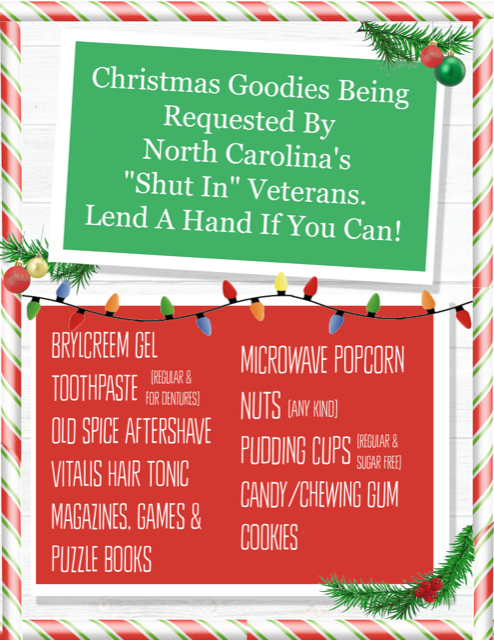 Christmas Goodies Being
Requested By
North Carolina's
"Shut In" Veterans.
Lend A Hand If You Can!
BRYLCREEM GEL
TOOTHPASTE (REGULAR &
FOR DENTURES)
OLD SPICE AFTERSHAVE
VITALIS HAIR TONIC
MAGAZINES, GAMES &
PUZZLE BOOKS
MICROWAVE POPCORN
NUTS (ANY KIND)
PUDDING CUPS (REGULAR &
SUGAR FREE)
CANDY/CHEWING GUM
COOKIES